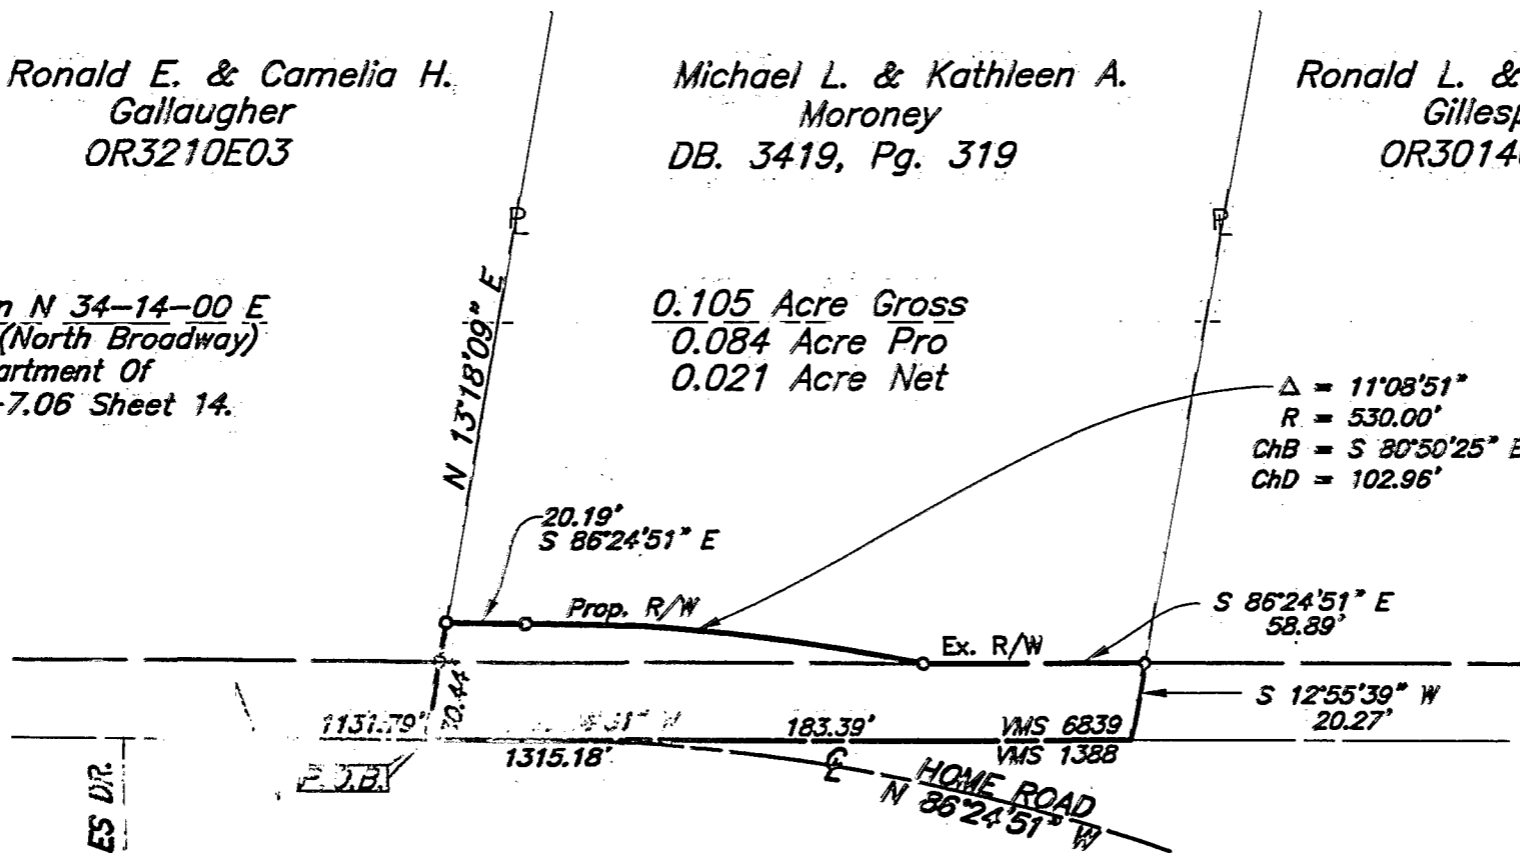 Ronald E. & Camelia H.
Gallaugher
OR3210E03
Michael L. & Kathleen A.
Moroney
DB. 3419, Pg. 319
Ronald L. &
Gillesp
OR3014
PL
PL
n N 34-14-00 E
(North Broadway)
artment Of
-7.06 Sheet 14.
N 13°18'09" E
0.105 Acre Gross
0.084 Acre Pro
0.021 Acre Net
Δ = 11°08'51"
R = 530.00'
ChB = S 80°50'25" E
ChD = 102.96'
20.19'
S 86°24'51" E
Prop. R/W
Ex. R/W
S 86°24'51" E
58.89'
S 12°55'39" W
20.27'
1131.79'
183.39'
VMS 6839
1315.18'
VMS 1388
P.O.B.
CL
HOME ROAD
N 86°24'51" W
ES DR.